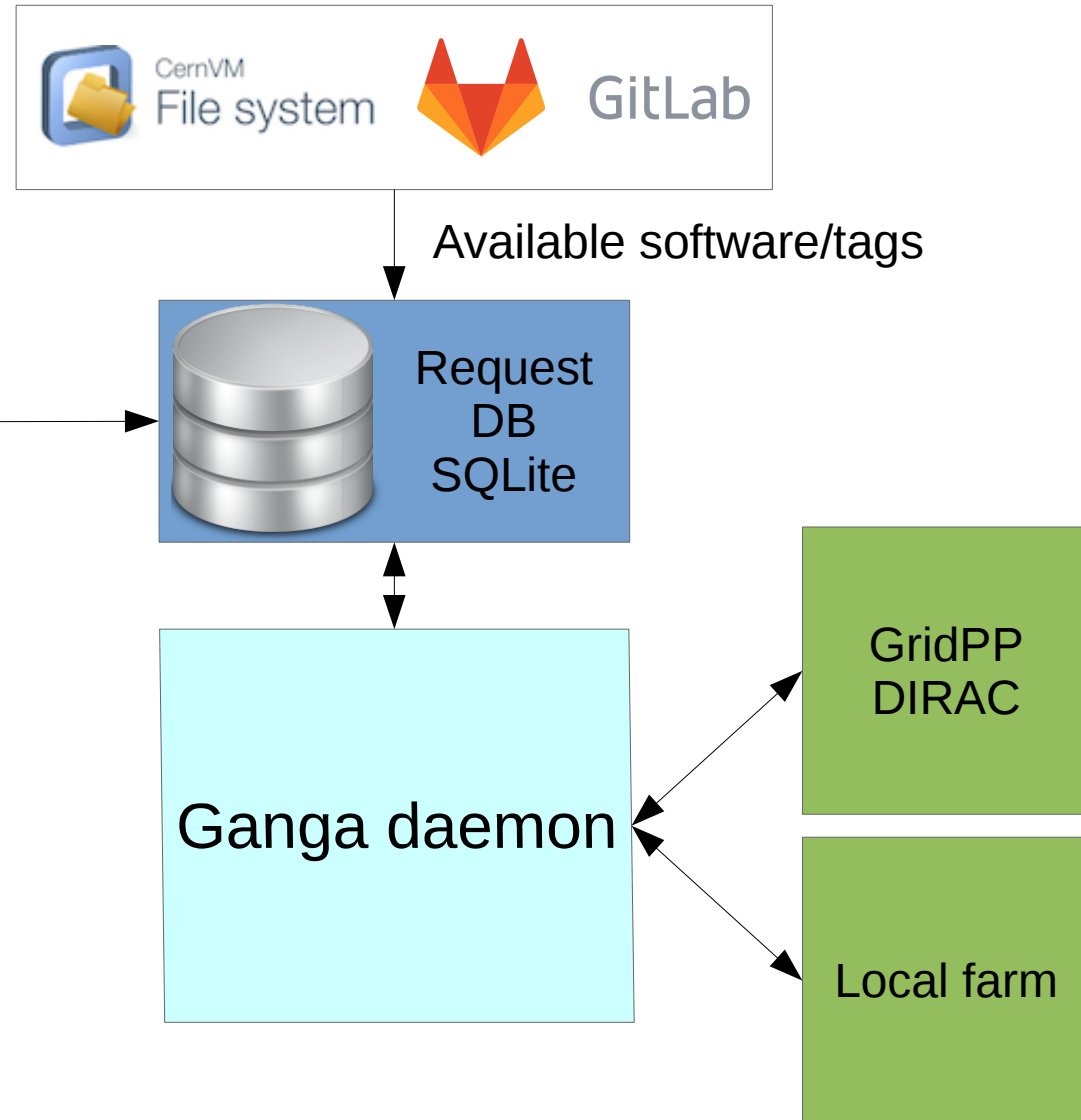 CernVM
File system
GitLab
Available software/tags
Request
DB
SQLite
GridPP
DIRAC
Ganga daemon
Local farm